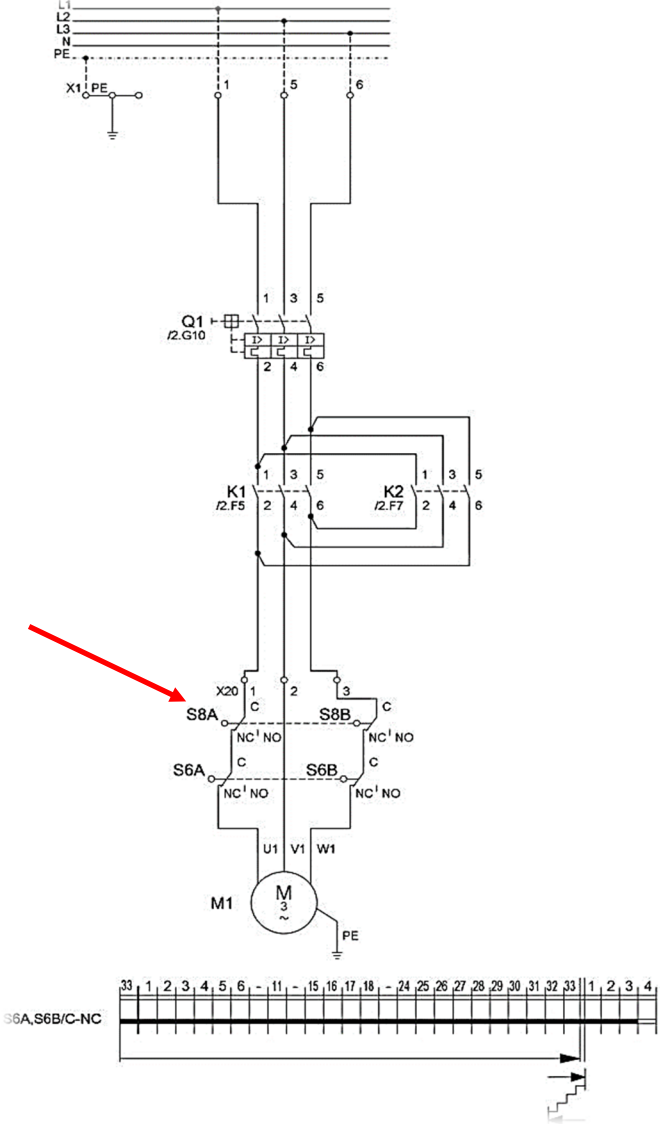 L1
L2
L3
N
PE
X1 PE 1 5 6
1 3 5
Q1
/2.G10
I> I> I>
2 4 6
1 3 5 1 3 5
K1 K2
/2.F5 2 4 6 /2.F7 2 4 6
X20 1 2 3
C C
S8A S8B
NC NO NC NO
C C
S6A S6B
NC NO NC NO
U1 V1 W1
M1 M
3
~
PE
33 1 2 3 4 5 6 - 11 - 15 16 17 18 - 24 25 26 27 28 29 30 31 32 33 1 2 3 4
S6A,S6B/C-NC